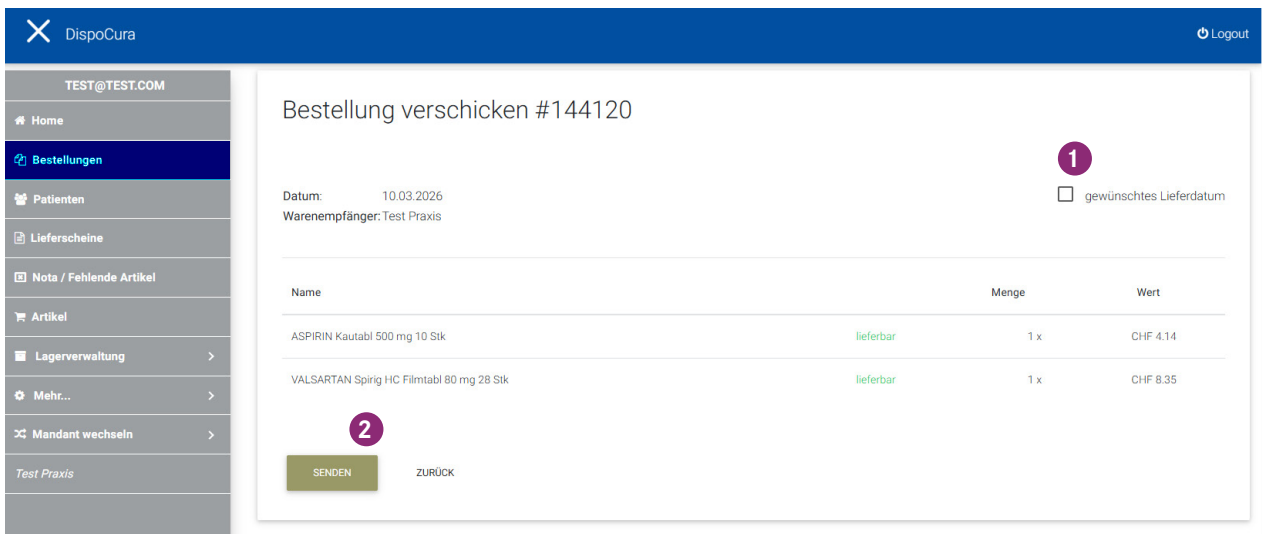 DispoCura
Logout
TEST@TEST.COM
Home
Bestellungen
Patienten
Lieferscheine
Nota / Fehlende Artikel
Artikel
Lagerverwaltung
Mehr...
Mandant wechseln
Test Praxis
Bestellung verschicken #144120
1
Datum: 10.03.2026
gewünschtes Lieferdatum
Warenempfänger: Test Praxis
Name Menge Wert
ASPIRIN Kautabl 500 mg 10 Stk lieferbar 1 x CHF 4.14
VALSARTAN Spirig HC Filmtabl 80 mg 28 Stk lieferbar 1 x CHF 8.35
2
SENDEN ZURÜCK